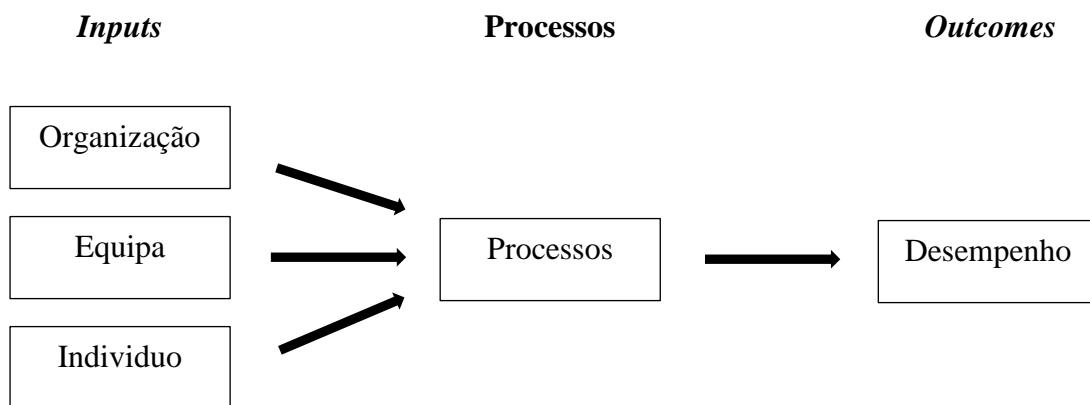 Inputs Processos Outcomes
Organização
Equipa Processos Desempenho
Individuo